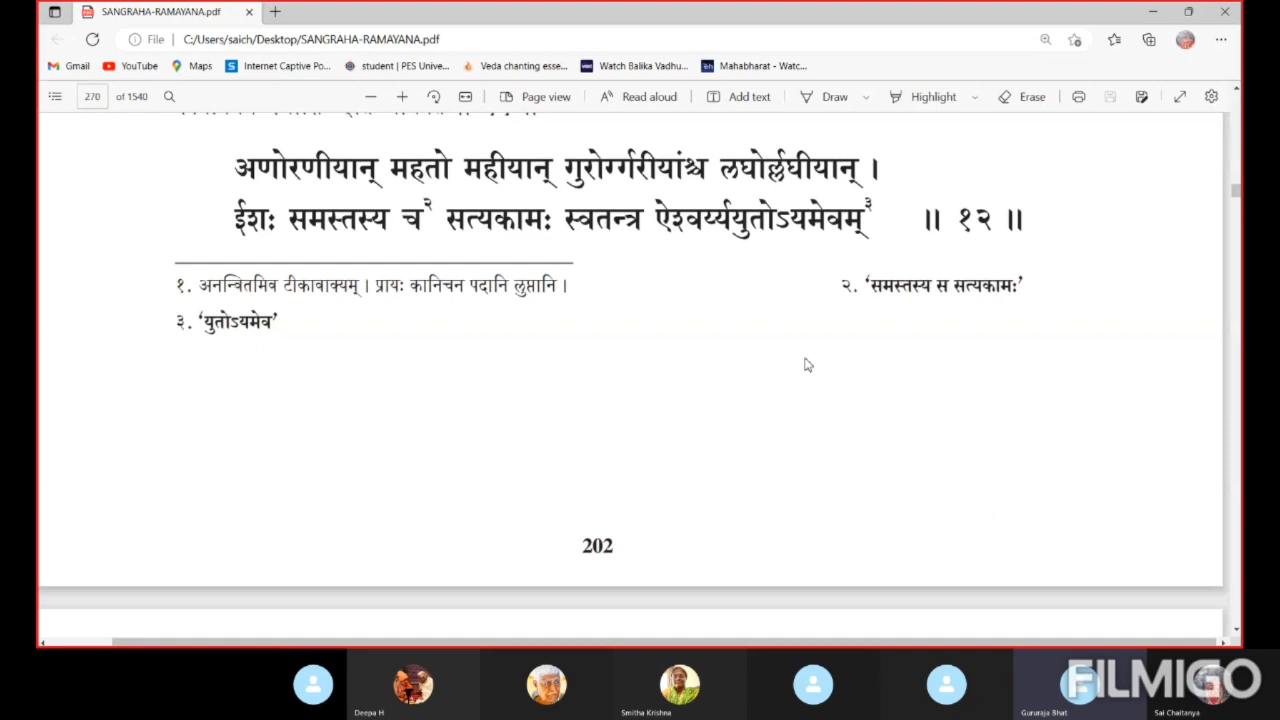 SANGRAHA-RAMAYANA.pdf
File C:/Users/saich/Desktop/SANGRAHA-RAMAYANA.pdf
Gmail YouTube Maps Internet Captive Po... student | PES Unive... Veda chanting esse... Watch Balika Vadhu... Mahabharat - Watc...
270 of 1540 Page view Read aloud Add text Draw Highlight Erase
अणोरणीयान् महतो महीयान् गुरोर्ग्गरीयांश्च लघोर्ल्लघीयान् ।
ईशः समस्तस्य च२ सत्यकामः स्वतन्त्र ऐश्वर्य्ययुतोऽयमेवम्३ ॥ १२ ॥
१. अनन्वितमिव टीकावाक्यम् । प्रायः कानिचन पदानि लुप्तानि । २. ‘समस्तस्य स सत्यकामः’
३. ‘युतोऽयमेव’
202
Deepa H Smitha Krishna Gururaja Bhat Sai Chaitanya
FILMIGO